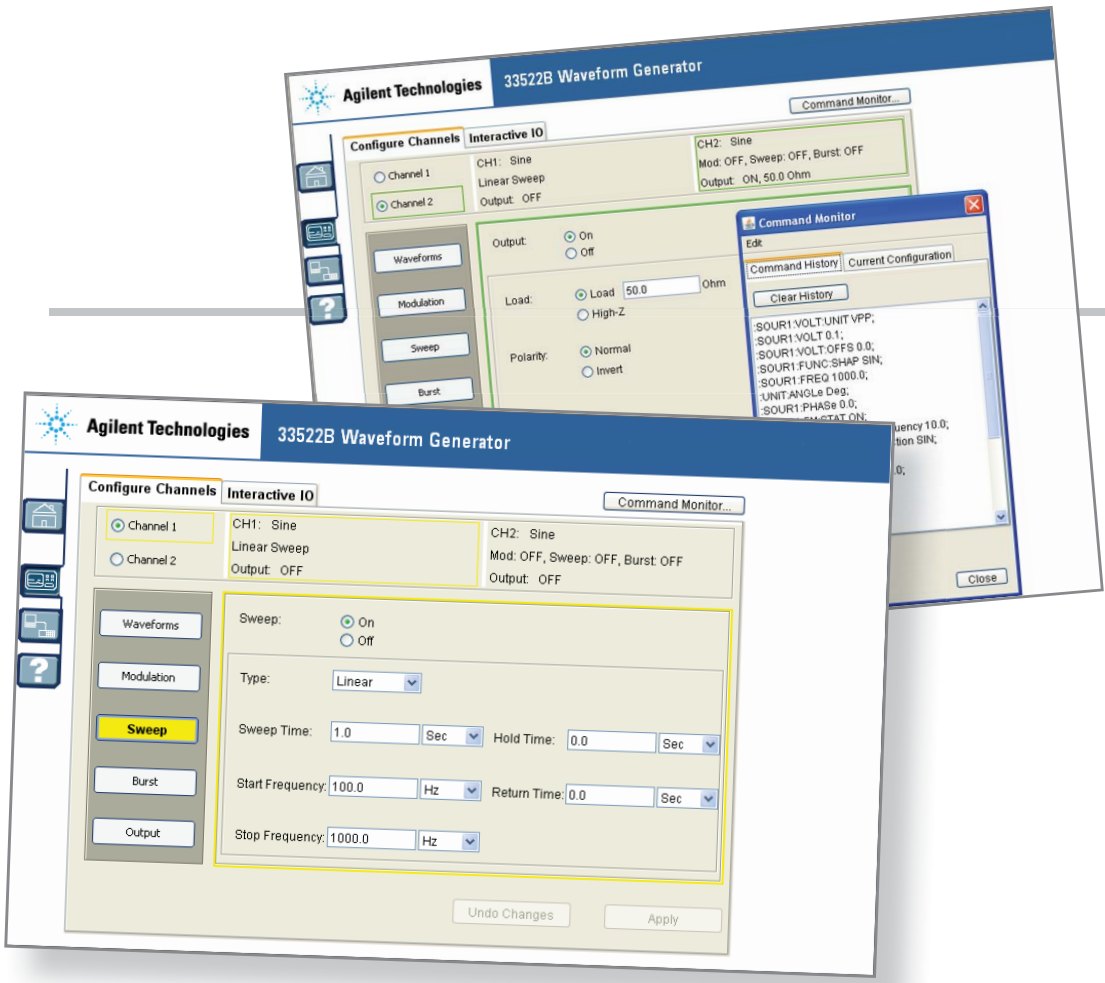 Agilent Technologies 33522B Waveform Generator
Command Monitor...
Configure Channels Interactive IO
Channel 1
Channel 2
CH1: Sine
Linear Sweep
Output: OFF
CH2: Sine
Mod: OFF, Sweep: OFF, Burst: OFF
Output: ON, 50.0 Ohm
Waveforms
Modulation
Sweep
Burst
Output: On
Off
Load: Load 50.0 Ohm
High-Z
Polarity: Normal
Invert
Command Monitor
Edit
Command History Current Configuration
Clear History
:SOUR1:VOLT:UNIT VPP;
:SOUR1:VOLT 0.1;
:SOUR1:VOLT:OFFS 0.0;
:SOUR1:FUNC:SHAP SIN;
:SOUR1:FREQ 1000.0;
:UNIT:ANGLe Deg;
:SOUR1:PHASe 0.0;
:STAT ON;
uency 10.0;
tion SIN;
.0;
Close
Agilent Technologies 33522B Waveform Generator
Configure Channels Interactive IO
Command Monitor...
Channel 1
Channel 2
CH1: Sine
Linear Sweep
Output: OFF
CH2: Sine
Mod: OFF, Sweep: OFF, Burst: OFF
Output: OFF
Waveforms
Modulation
Sweep
Burst
Output
Sweep: On
Off
Type: Linear
Sweep Time: 1.0 Sec Hold Time: 0.0 Sec
Start Frequency: 100.0 Hz Return Time: 0.0 Sec
Stop Frequency: 1000.0 Hz
Undo Changes Apply